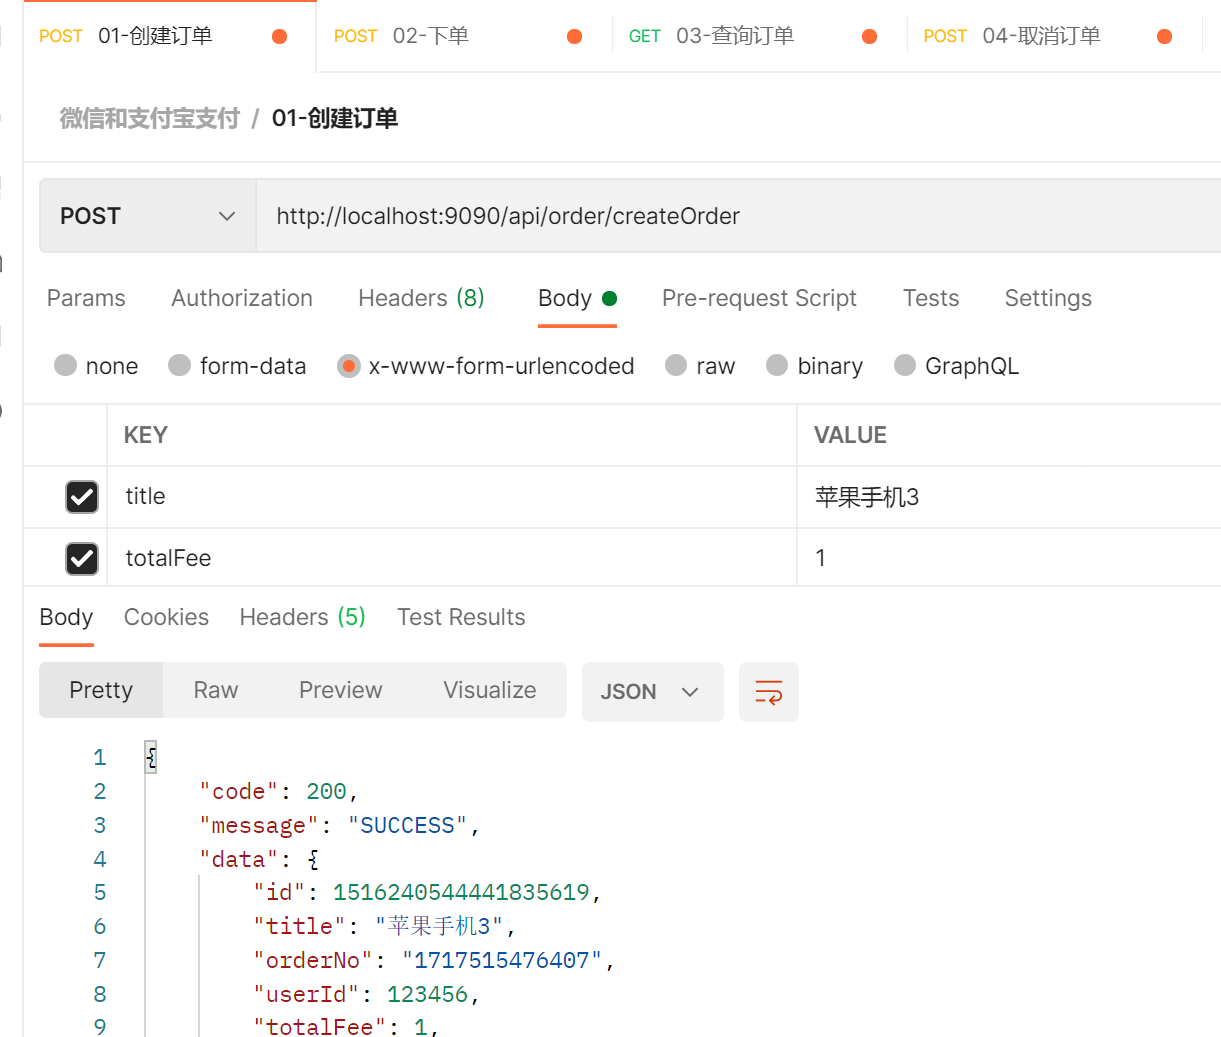 POST 01-创建订单 POST 02-下单 GET 03-查询订单 POST 04-取消订单
微信和支付宝支付 / 01-创建订单
POST http://localhost:9090/api/order/createOrder
Params Authorization Headers (8) Body Pre-request Script Tests Settings
none form-data x-www-form-urlencoded raw binary GraphQL
KEY VALUE
title 苹果手机3
totalFee 1
Body Cookies Headers (5) Test Results
Pretty Raw Preview Visualize JSON
1 {
2 "code": 200,
3 "message": "SUCCESS",
4 "data": {
5 "id": 1516240544441835619,
6 "title": "苹果手机3",
7 "orderNo": "1717515476407",
8 "userId": 123456,
9 "totalFee": 1,